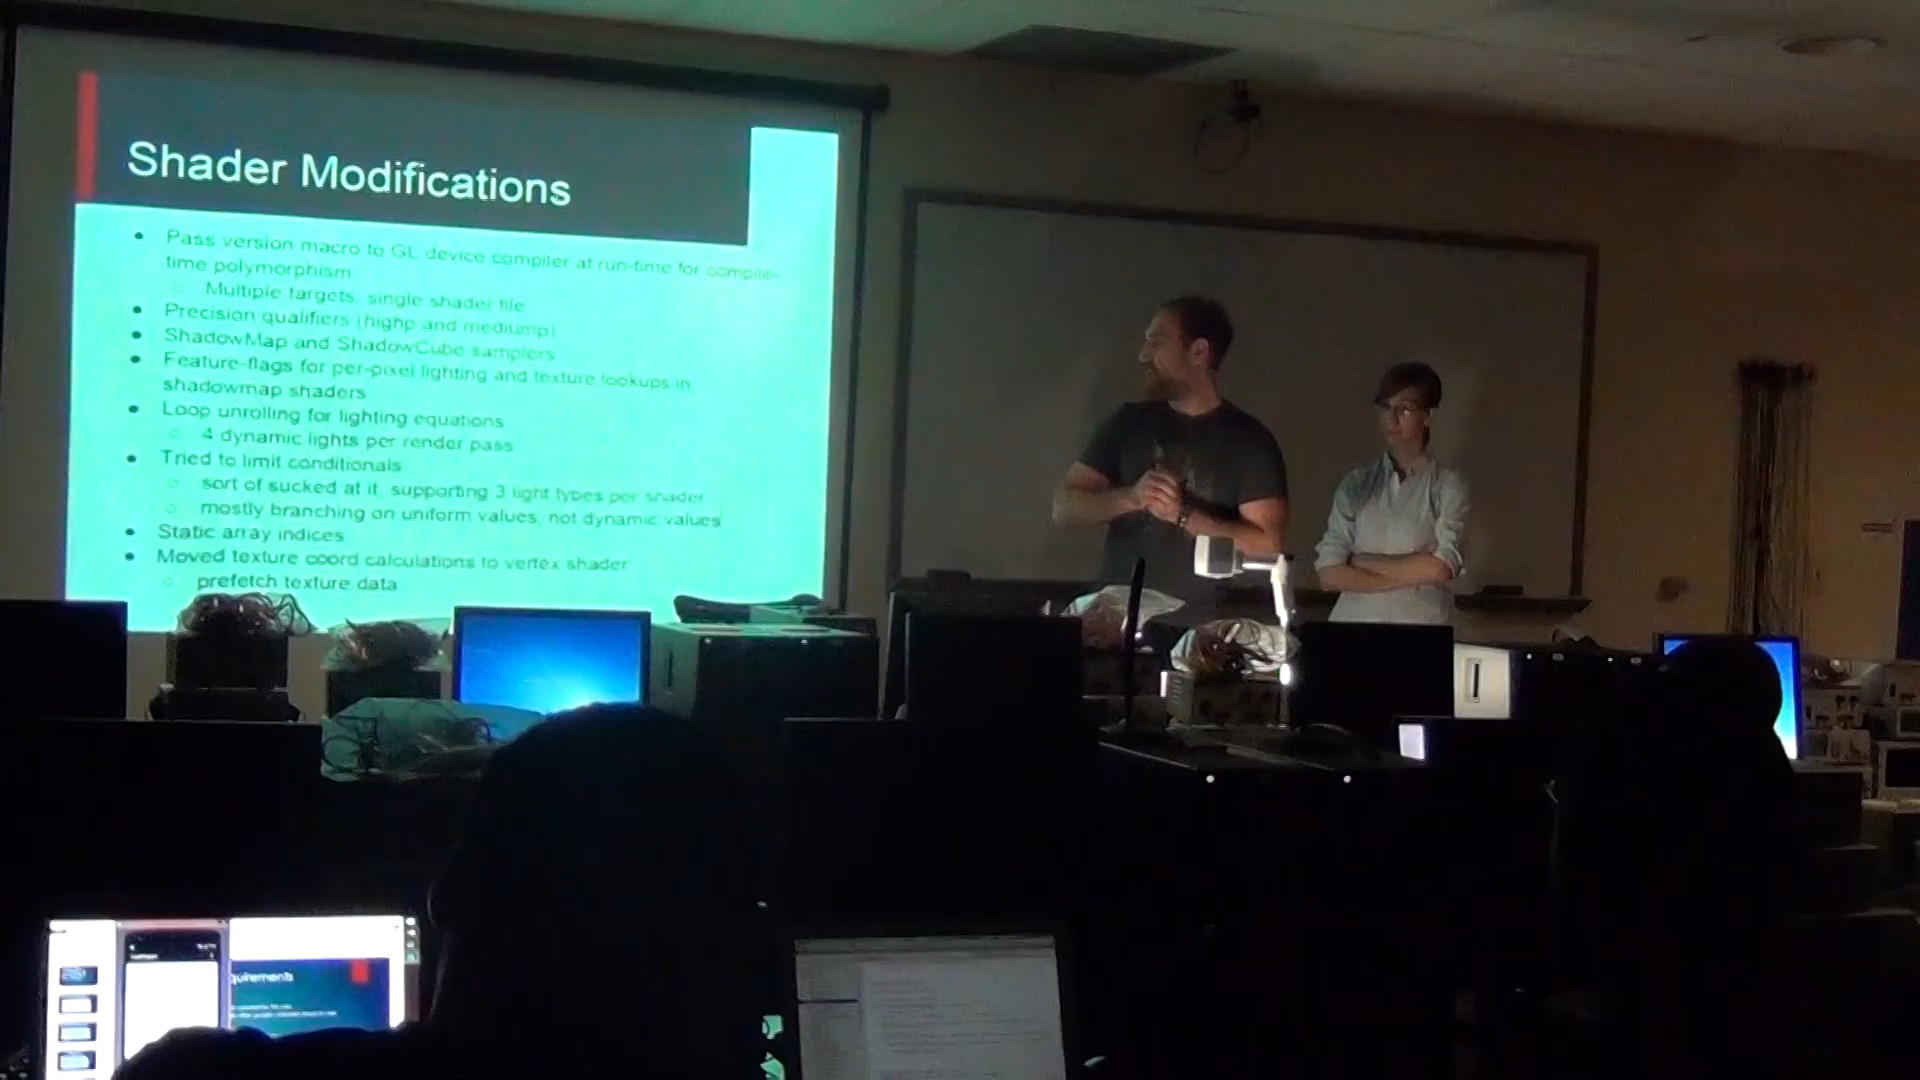 Shader Modifications
• Pass version macro to GL device compiler at run-time for compile-
time polymorphism
○ Multiple targets, single shader file
• Precision qualifiers (highp and mediump)
• ShadowMap and ShadowCube samplers
• Feature-flags for per-pixel lighting and texture lookups in
shadowmap shaders
• Loop unrolling for lighting equations
○ 4 dynamic lights per render pass
• Tried to limit conditionals
○ sort of sucked at it, supporting 3 light types per shader
○ mostly branching on uniform values, not dynamic values
• Static array indices
• Moved texture coord calculations to vertex shader
○ prefetch texture data
quirements